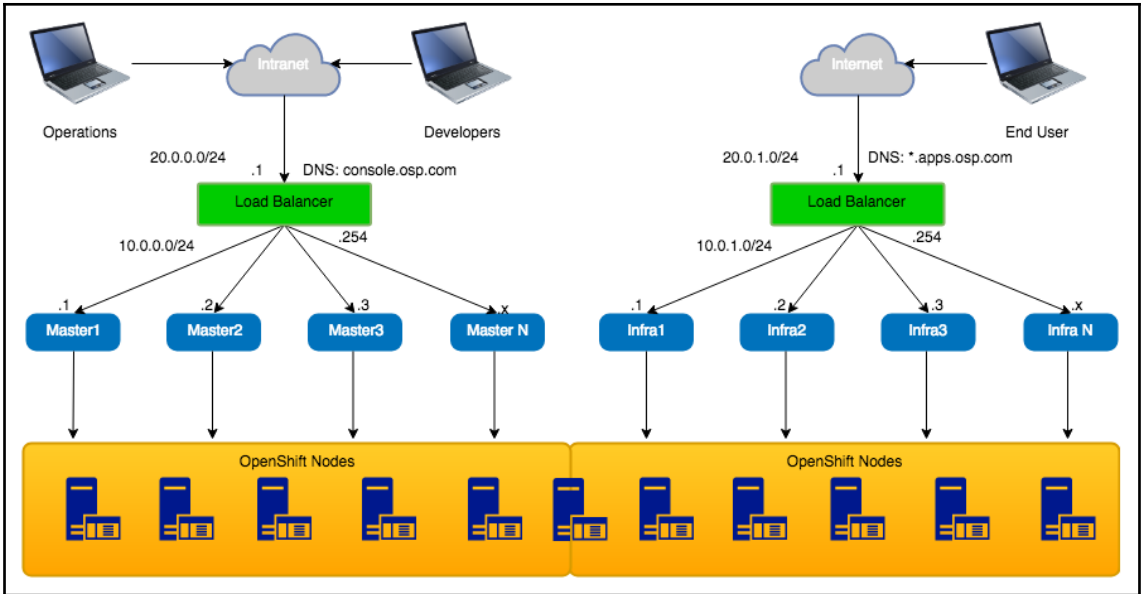 Intranet
Internet
Operations
Developers
End User
20.0.0.0/24
.1
DNS: console.osp.com
20.0.1.0/24
.1
DNS: *.apps.osp.com
Load Balancer
Load Balancer
10.0.0.0/24
.254
10.0.1.0/24
.254
.1
.2
.3
.x
.1
.2
.3
.x
Master1
Master2
Master3
Master N
Infra1
Infra2
Infra3
Infra N
OpenShift Nodes
OpenShift Nodes